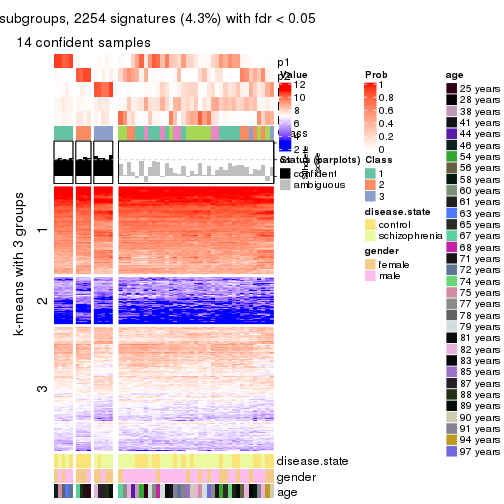 subgroups, 2254 signatures (4.3%) with fdr < 0.05
14 confident samples
p1
p2
Value
12
10
8
6
4
2
Prob
1
0.8
0.6
0.4
0.2
0
Status (barplots)
confident
ambiguous
Class
1
2
3
disease.state
control
schizophrenia
gender
female
male
age
25 years
28 years
38 years
41 years
44 years
46 years
54 years
56 years
58 years
60 years
61 years
63 years
65 years
67 years
68 years
71 years
72 years
74 years
75 years
77 years
78 years
79 years
81 years
82 years
83 years
85 years
87 years
88 years
89 years
90 years
91 years
94 years
97 years
k-means with 3 groups
1
2
3
disease.state
gender
age